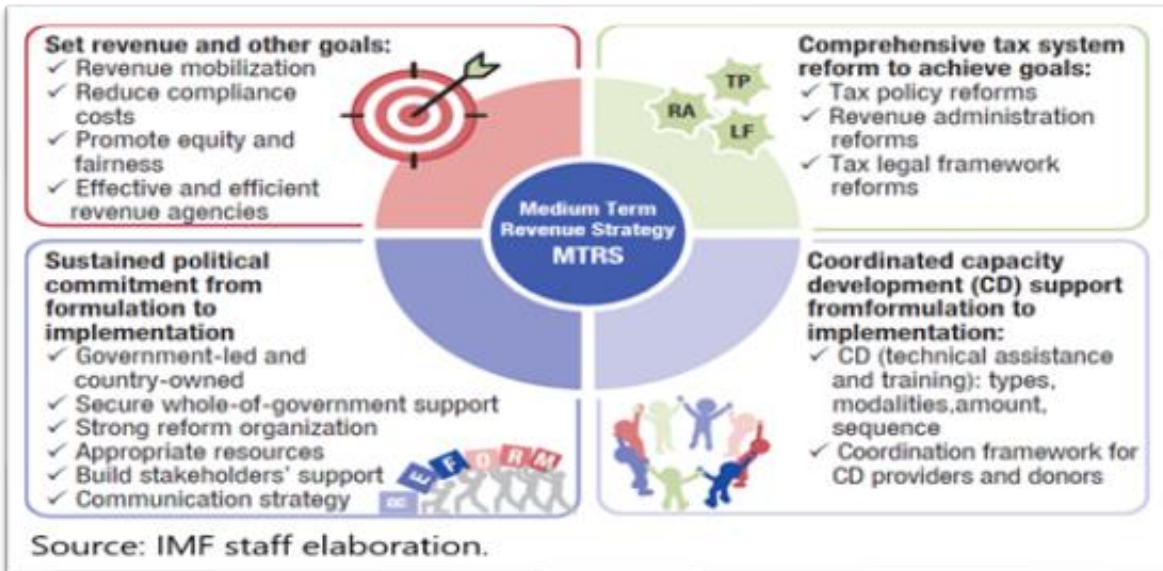 Set revenue and other goals:
✓ Revenue mobilization
✓ Reduce compliance
costs
✓ Promote equity and
fairness
✓ Effective and efficient
revenue agencies
Comprehensive tax system
reform to achieve goals:
✓ Tax policy reforms
✓ Revenue administration
reforms
✓ Tax legal framework
reforms
TP
RA
LF
Medium Term
Revenue Strategy
MTRS
Sustained political
commitment from
formulation to
implementation
✓ Government-led and
country-owned
✓ Secure whole-of-government support
✓ Strong reform organization
✓ Appropriate resources
✓ Build stakeholders' support
✓ Communication strategy
E F O R M
Coordinated capacity
development (CD) support
fromformulation to
implementation:
✓ CD (technical assistance
and training): types,
modalities,amount,
sequence
✓ Coordination framework for
CD providers and donors
Source: IMF staff elaboration.